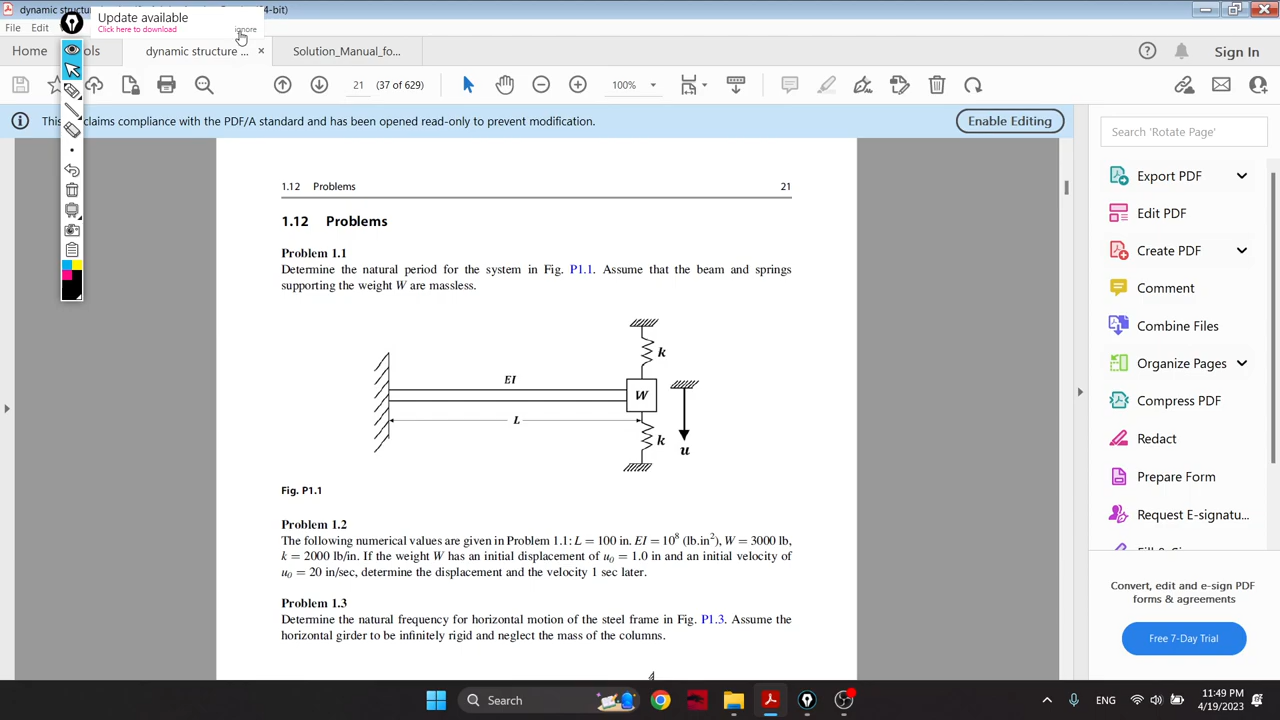 dynamic struc
-bit)
Update available
Click here to download
ignore
File Edit
Home
ols
dynamic structure ...
×
Solution_Manual_fo...
Sign In
21 (37 of 629)
100%
This
claims compliance with the PDF/A standard and has been opened read-only to prevent modification.
Enable Editing
Search 'Rotate Page'
Export PDF
Edit PDF
Create PDF
Comment
Combine Files
Organize Pages
Compress PDF
Redact
Prepare Form
Request E-signatu...
Convert, edit and e-sign PDF
forms & agreements
Free 7-Day Trial
1.12 Problems 21
1.12 Problems
Problem 1.1
Determine the natural period for the system in Fig. P1.1. Assume that the beam and springs
supporting the weight W are massless.
k
EI
W
L
k
u
Fig. P1.1
Problem 1.2
The following numerical values are given in Problem 1.1: L = 100 in. EI = 10⁸ (lb.in²), W = 3000 lb,
k = 2000 lb/in. If the weight W has an initial displacement of u₀ = 1.0 in and an initial velocity of
u₀ = 20 in/sec, determine the displacement and the velocity 1 sec later.
Problem 1.3
Determine the natural frequency for horizontal motion of the steel frame in Fig. P1.3. Assume the
horizontal girder to be infinitely rigid and neglect the mass of the columns.
Search
ENG
11:49 PM
4/19/2023